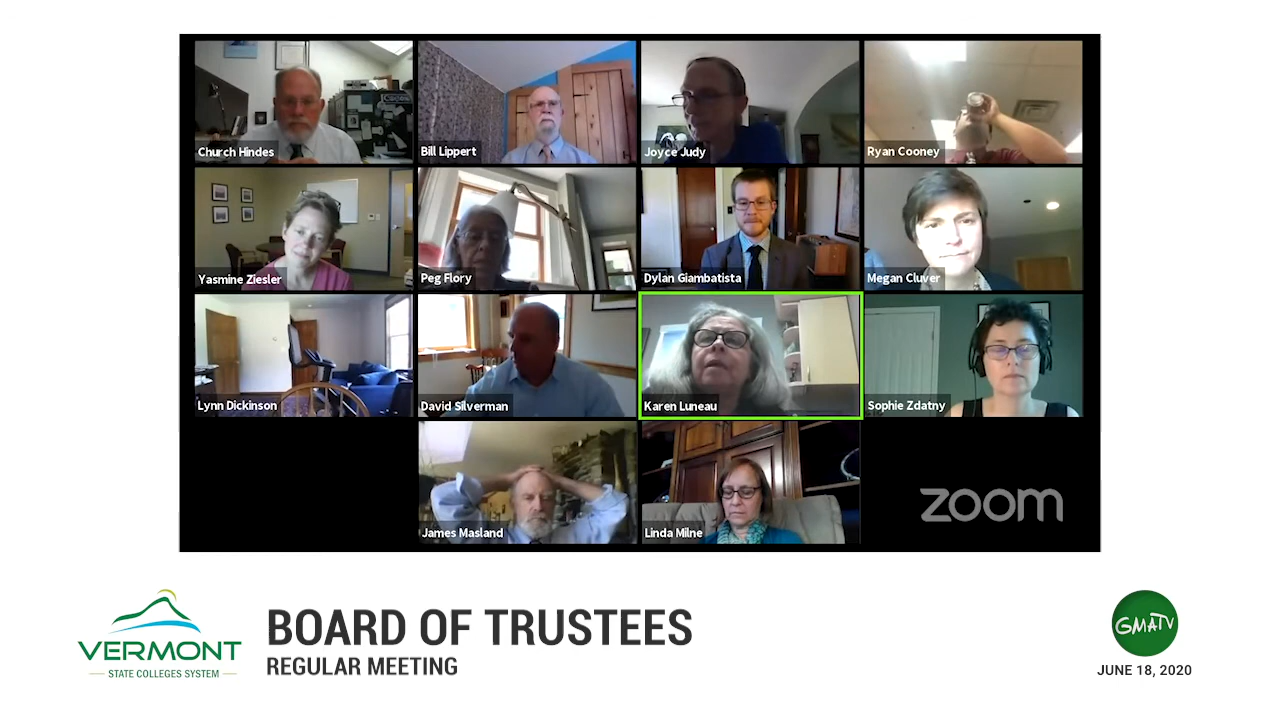 Church Hindes
Bill Lippert
Joyce Judy
Ryan Cooney
Yasmine Ziesler
Peg Flory
Dylan Giambatista
Megan Cluver
Lynn Dickinson
David Silverman
Karen Luneau
Sophie Zdatny
James Masland
Linda Milne
zoom
VERMONT
STATE COLLEGES SYSTEM
BOARD OF TRUSTEES
REGULAR MEETING
GMATV
JUNE 18, 2020